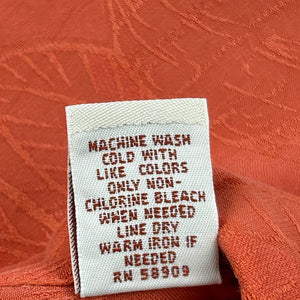 MACHINE WASH
COLD WITH
LIKE COLORS
ONLY NON-
CHLORINE BLEACH
WHEN NEEDED
LINE DRY
WARM IRON IF
NEEDED
RN 58909